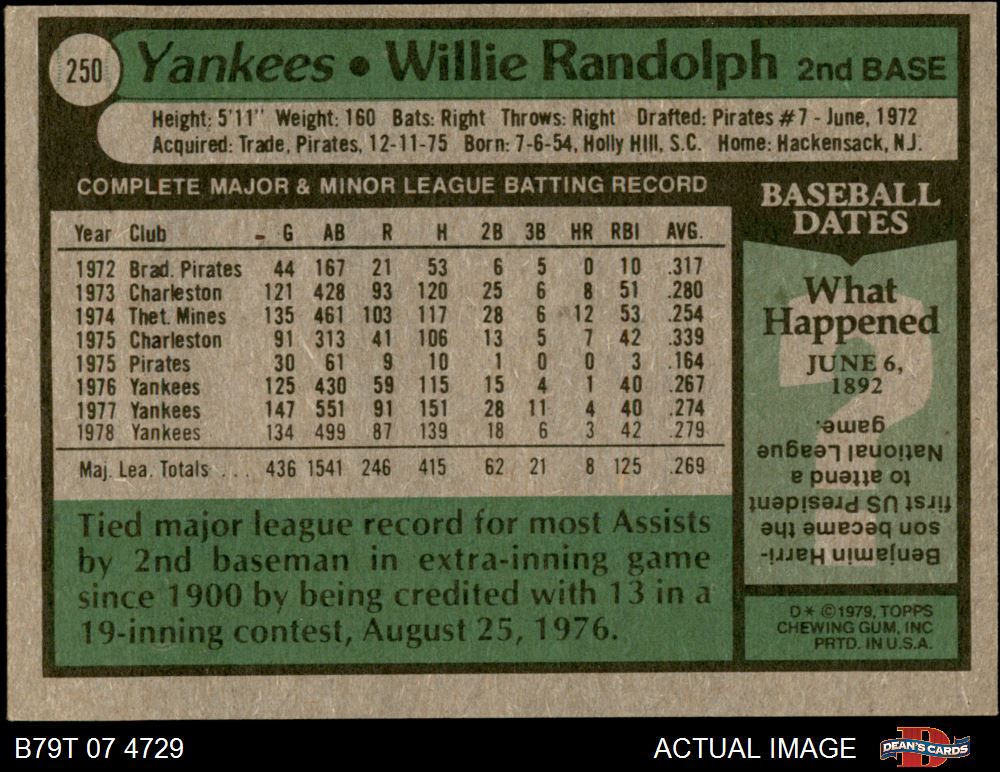 250 Yankees • Willie Randolph 2nd BASE
Height: 5'11" Weight: 160 Bats: Right Throws: Right Drafted: Pirates #7 - June, 1972
Acquired: Trade, Pirates, 12-11-75 Born: 7-6-54, Holly Hill, S.C. Home: Hackensack, N.J.
COMPLETE MAJOR & MINOR LEAGUE BATTING RECORD
Year Club G AB R H 2B 3B HR RBI AVG.
1972 Brad. Pirates 44 167 21 53 6 5 0 10 .317
1973 Charleston 121 428 93 120 25 6 8 51 .280
1974 Thet. Mines 135 461 103 117 28 6 12 53 .254
1975 Charleston 91 313 41 106 13 5 7 42 .339
1975 Pirates 30 61 9 10 1 0 0 3 .164
1976 Yankees 125 430 59 115 15 4 1 40 .267
1977 Yankees 147 551 91 151 28 11 4 40 .274
1978 Yankees 134 499 87 139 18 6 3 42 .279
Maj. Lea. Totals ... 436 1541 246 415 62 21 8 125 .269
Tied major league record for most Assists
by 2nd baseman in extra-inning game
since 1900 by being credited with 13 in a
19-inning contest, August 25, 1976.
BASEBALL
DATES
What
Happened
JUNE 6,
1892
Benjamin Harri-
son became the
first US President
to attend a
National League
game.
D* ©1979, TOPPS
CHEWING GUM, INC
PRTD. IN U.S.A.
B79T 07 4729
ACTUAL IMAGE
D
DEAN'S CARDS